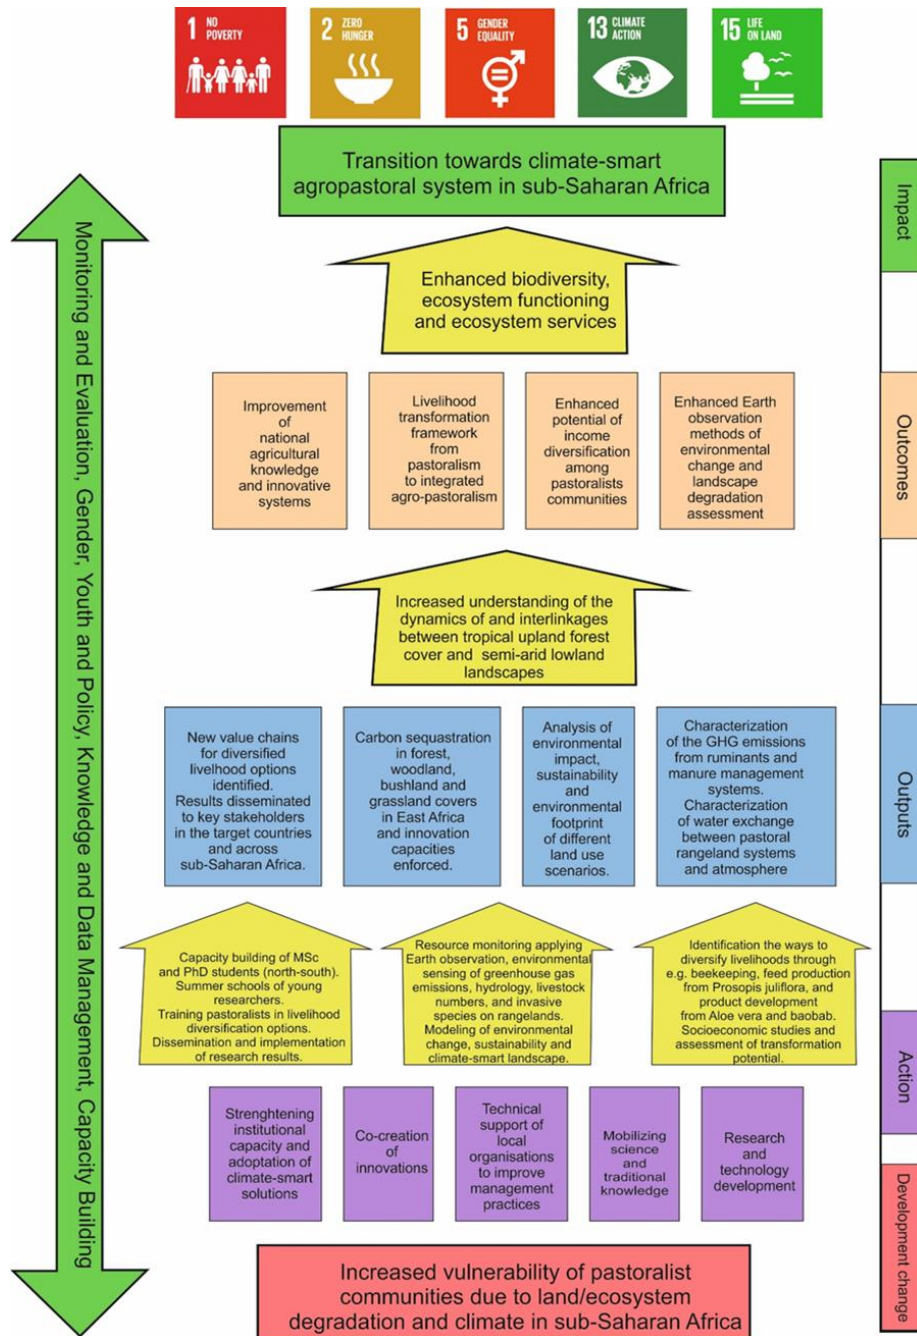 1 NO
POVERTY
2 ZERO
HUNGER
5 GENDER
EQUALITY
13 CLIMATE
ACTION
15 LIFE
ON LAND
Transition towards climate-smart
agropastoral system in sub-Saharan Africa
Impact
Monitoring and Evaluation, Gender, Youth and Policy, Knowledge and Data Management, Capacity Building
Enhanced biodiversity,
ecosystem functioning
and ecosystem services
Improvement
of
national
agricultural
knowledge
and innovative
systems
Livelihood
transformation
framework
from
pastoralism
to integrated
agro-pastoralism
Enhanced
potential of
income
diversification
among
pastoralists
communities
Enhanced Earth
observation
methods of
environmental
change and
landscape
degradation
assessment
Outcomes
Increased understanding of the
dynamics of and interlinkages
between tropical upland forest
cover and semi-arid lowland
landscapes
New value chains
for diversified
livelhood options
identified.
Results disseminated
to key stakeholders
in the target countries
and across
sub-Saharan Africa.
Carbon sequastration
in forest,
woodland,
bushland and
grassland covers
in East Africa
and innovation
capacities
enforced.
Analysis of
environmental
impact,
sustainability
and
environmental
footprint
of different
land use
scenarios.
Characterization
of the GHG emissions
from ruminants and
manure management
systems.
Characterization
of water exchange
between pastoral
rangeland systems
and atmosphere
Outputs
Capacity building of MSc
and PhD students (north-south).
Summer schools of young
researchers.
Training pastoralists in livelihood
diversification options.
Dissemination and implementation
of research results.
Resource monitoring applying
Earth observation, environmental
sensing of greenhouse gas
emissions, hydrology, livestock
numbers, and invasive
species on rangelands.
Modeling of environmental
change, sustainability and
climate-smart landscape.
Identification the ways to
diversify livelihoods through
e.g. beekeeping, feed production
from Prosopis juliflora, and
product development
from Aloe vera and baobab.
Socioeconomic studies and
assessment of transformation
potential.
Action
Strenghtening
institutional
capacity and
adoptation of
climate-smart
solutions
Co-creation
of
innovations
Technical
support of
local
organisations
to improve
management
practices
Mobilizing
science
and
traditional
knowledge
Research
and
technology
development
Development change
Increased vulnerability of pastoralist
communities due to land/ecosystem
degradation and climate in sub-Saharan Africa